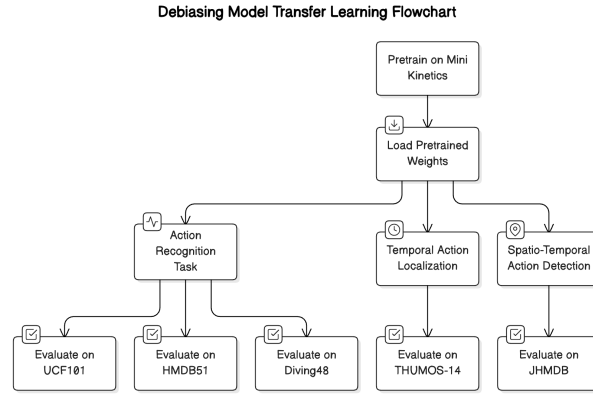 Debiasing Model Transfer Learning Flowchart
Pretrain on Mini
Kinetics
Load Pretrained
Weights
Action
Recognition
Task
Temporal Action
Localization
Spatio-Temporal
Action Detection
Evaluate on
UCF101
Evaluate on
HMDB51
Evaluate on
Diving48
Evaluate on
THUMOS-14
Evaluate on
JHMDB